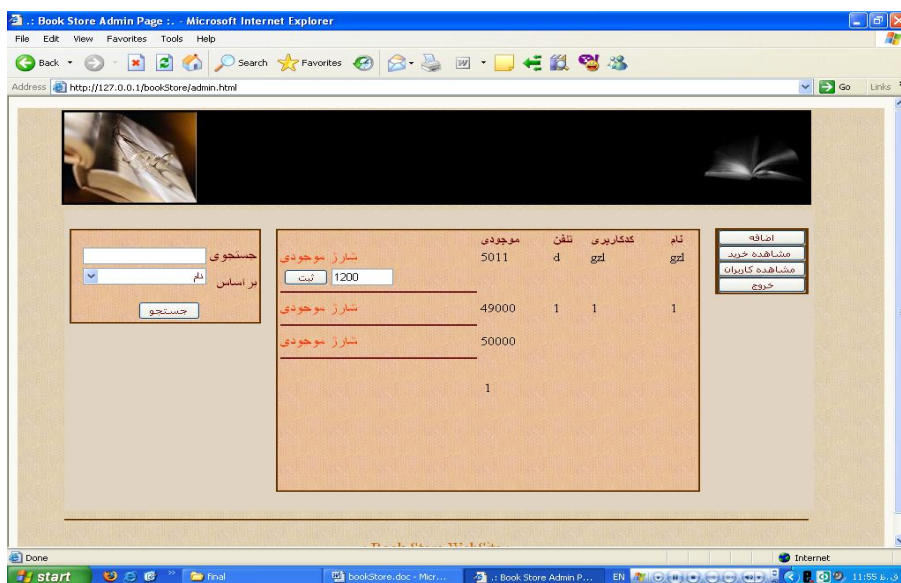 .: Book Store Admin Page :. - Microsoft Internet Explorer
File Edit View Favorites Tools Help
Back Search Favorites
Address http://127.0.0.1/bookStore/admin.html Go Links
جستجوی
بر اساس نام
جستجو
نام کدکاربری تلفن موجودی
gzl gzl d 5011 شارژ موجودی
1200 ثبت
1 1 1 49000 شارژ موجودی
50000 شارژ موجودی
1
اضافه
مشاهده خرید
مشاهده کاربران
خروج
Book Store WebSite
Done Internet
start final bookStore.doc - Micr... .: Book Store Admin P... EN 11:55 ب.ظ